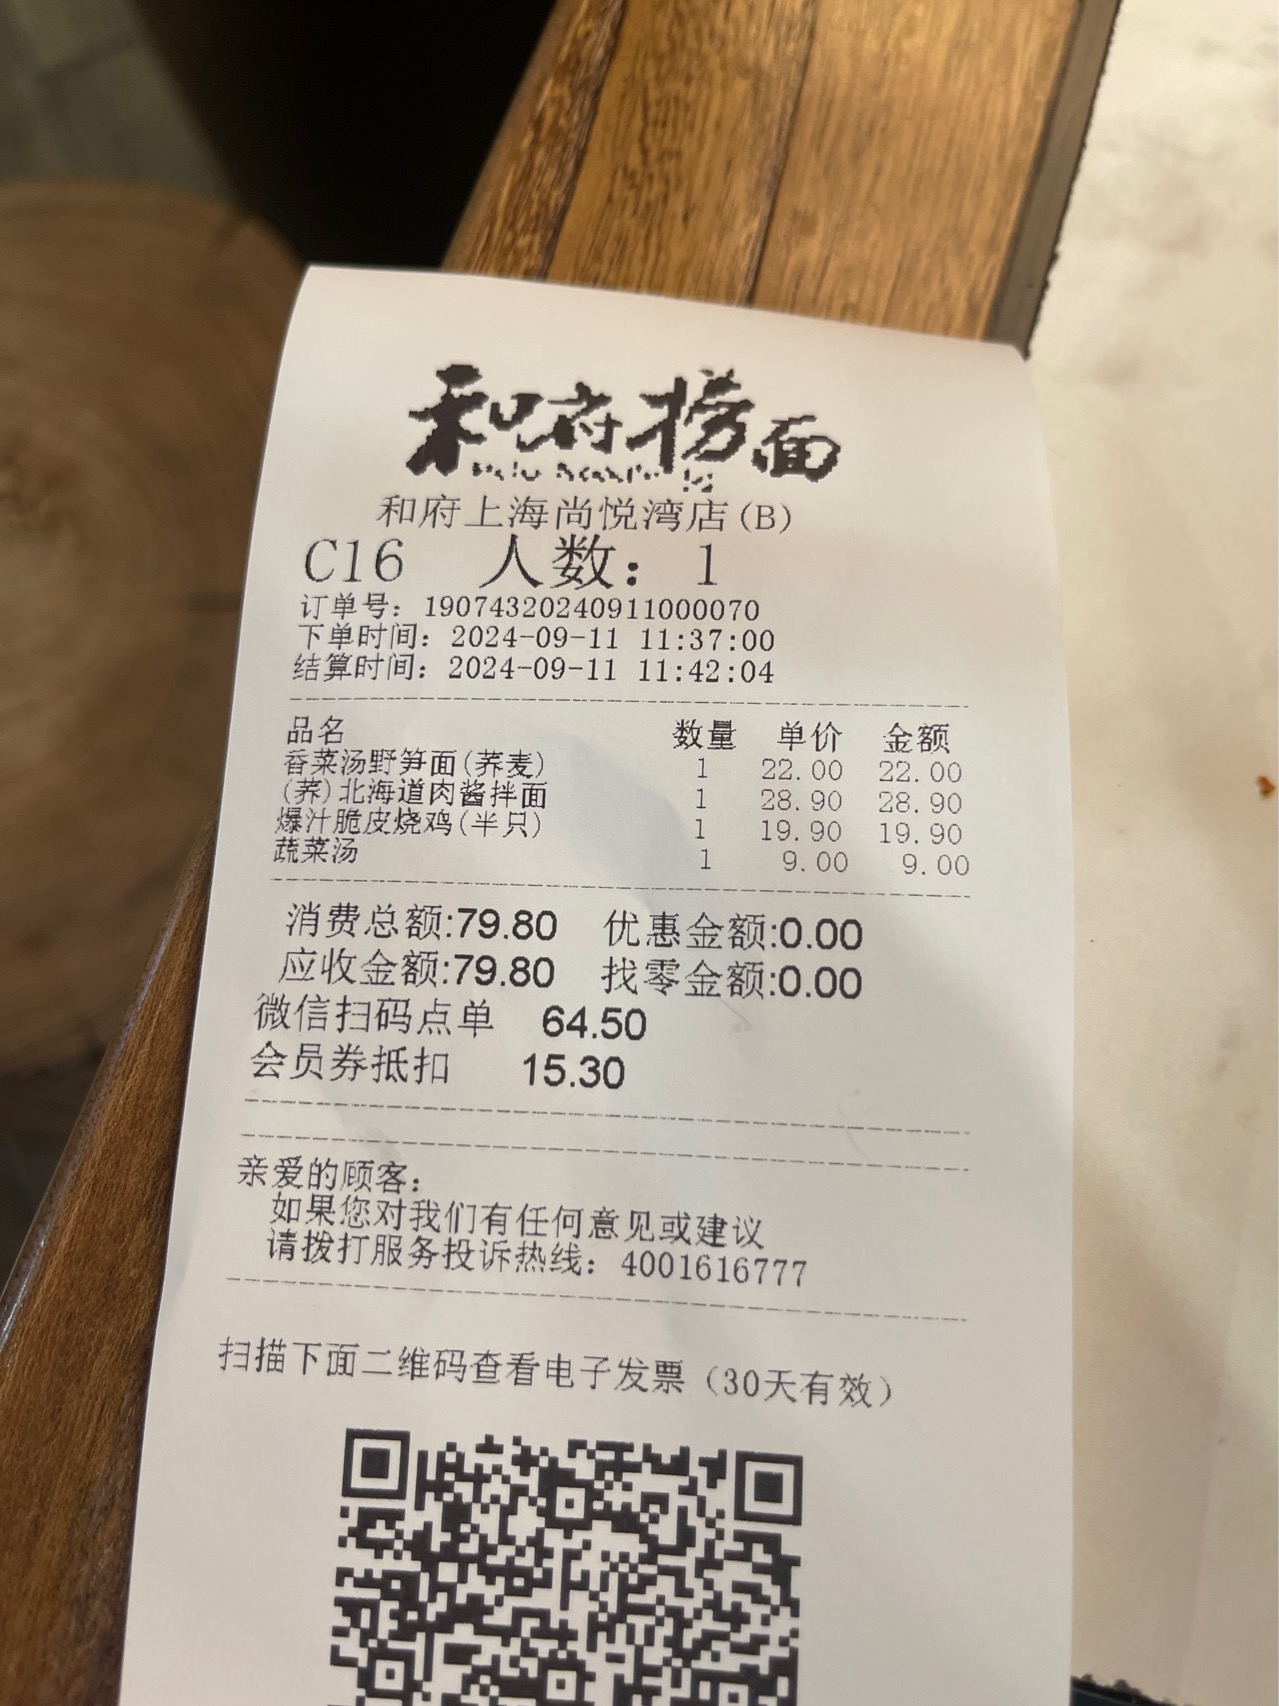 和府捞面
和府上海尚悦湾店(B)
C16 人数: 1
订单号: 19074320240911000070
下单时间: 2024-09-11 11:37:00
结算时间: 2024-09-11 11:42:04
品名 数量 单价 金额
香菜汤野笋面(荞麦) 1 22.00 22.00
(荞)北海道肉酱拌面 1 28.90 28.90
爆汁脆皮烧鸡(半只) 1 19.90 19.90
蔬菜汤 1 9.00 9.00
消费总额:79.80 优惠金额:0.00
应收金额:79.80 找零金额:0.00
微信扫码点单 64.50
会员券抵扣 15.30
亲爱的顾客:
如果您对我们有任何意见或建议
请拨打服务投诉热线: 4001616777
扫描下面二维码查看电子发票（30天有效）